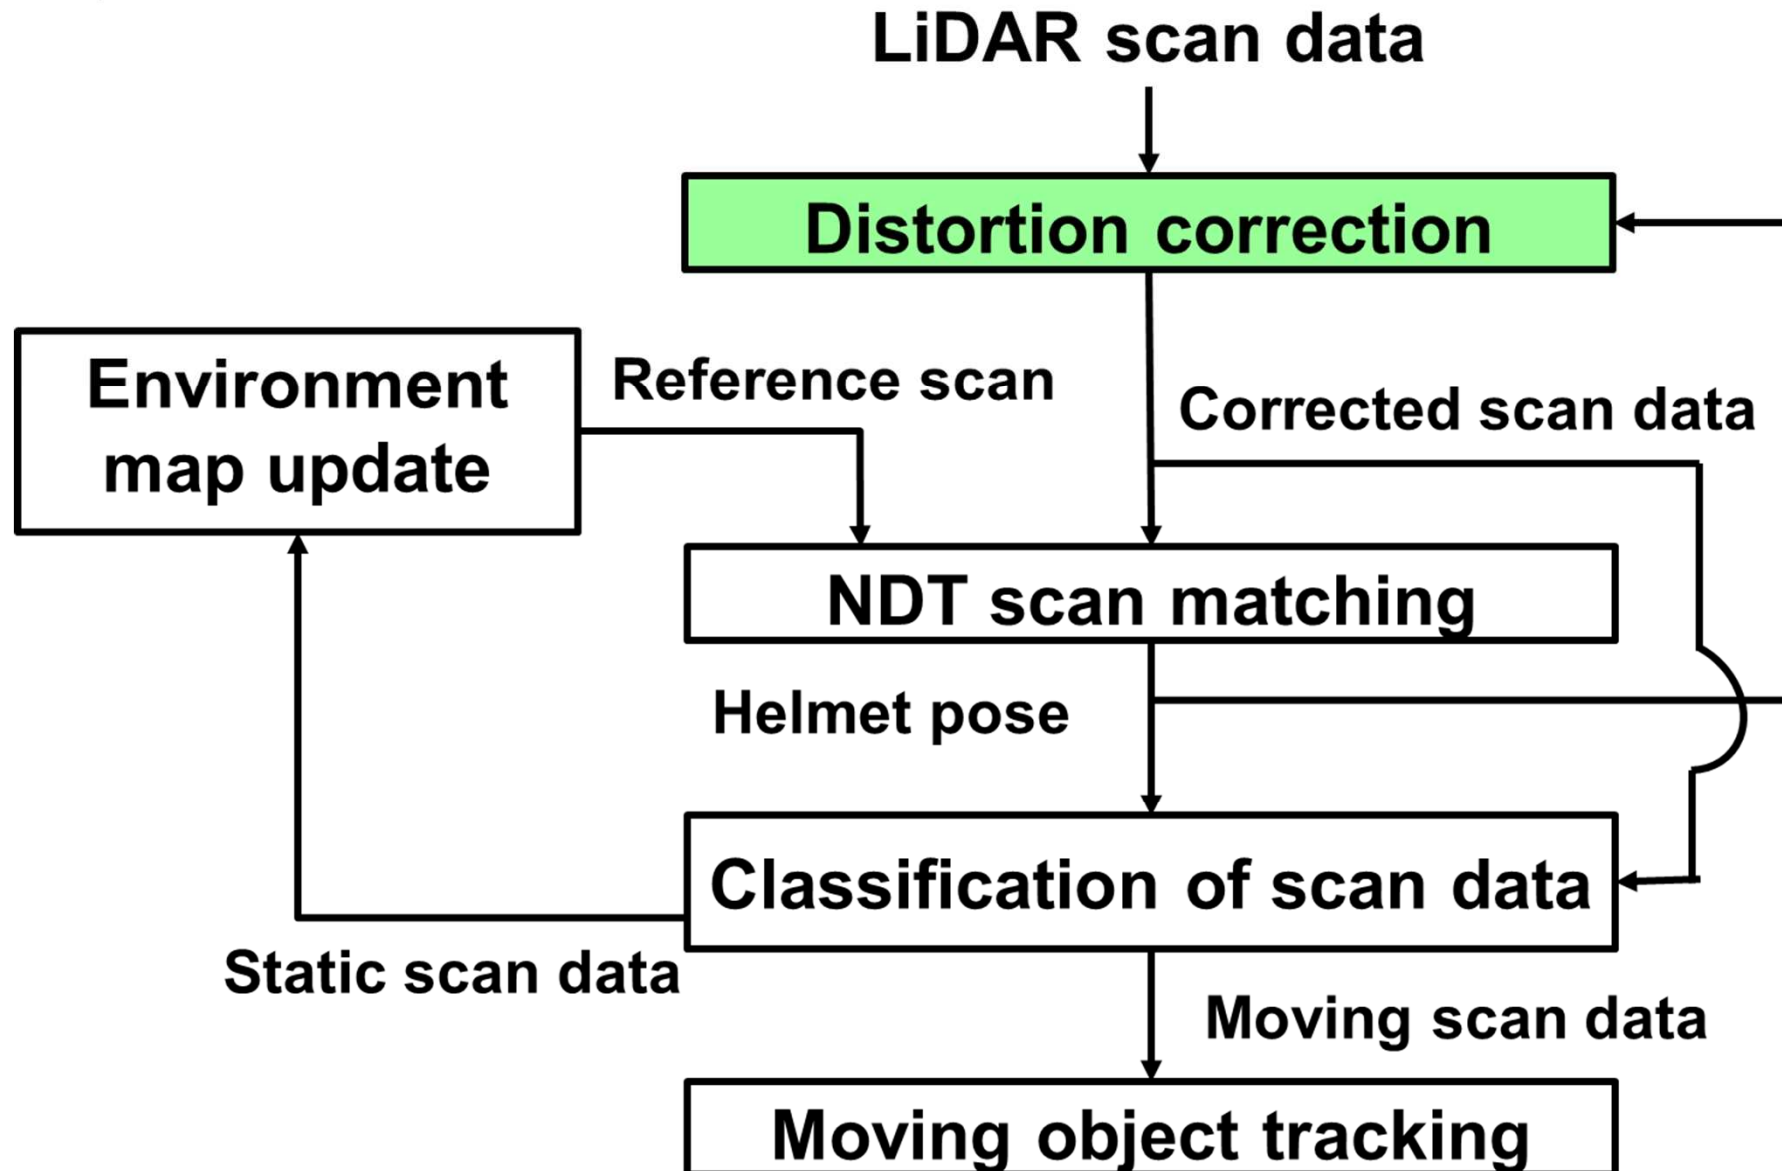 LiDAR scan data
Distortion correction
Environment
map update
Reference scan
Corrected scan data
NDT scan matching
Helmet pose
Classification of scan data
Static scan data
Moving scan data
Moving object tracking